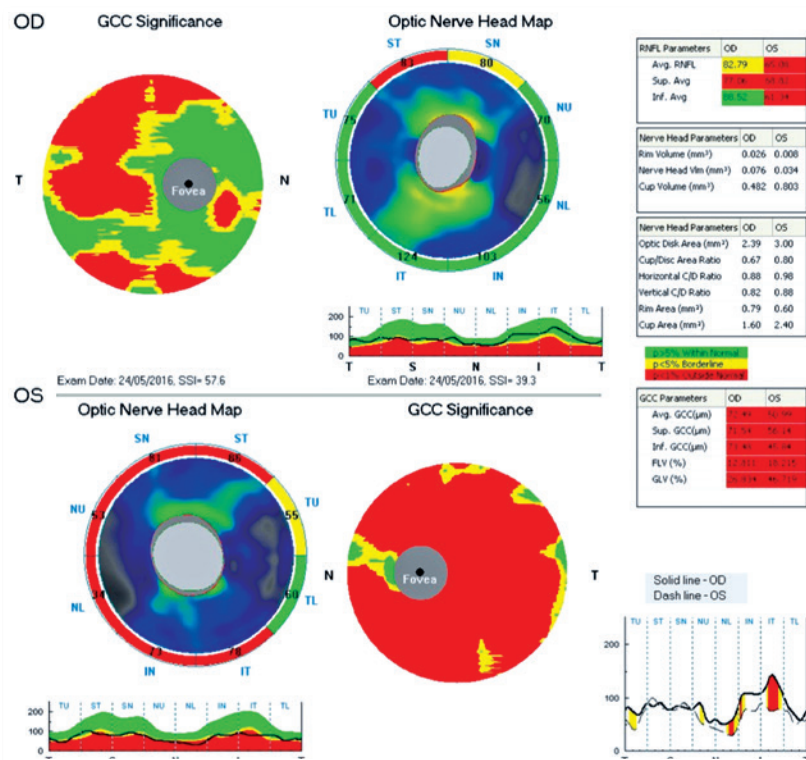 OD GCC Significance Optic Nerve Head Map
ST SN
83 80
TU NU
75 70
T Fovea N
TL NL
71 56
IT IN
124 103
TU ST SN NU NL IN IT TL
200
100
0
T S N I T
Exam Date: 24/05/2016, SSI= 57.6 Exam Date: 24/05/2016, SSI= 39.3
RNFL Parameters OD OS
Avg. RNFL 82.79
Sup. Avg 77.06
Inf. Avg 88.52 61.34
Nerve Head Parameters OD OS
Rim Volume (mm³) 0.026 0.008
Nerve Head Vlm (mm³) 0.076 0.034
Cup Volume (mm³) 0.482 0.803
Nerve Head Parameters OD OS
Optic Disk Area (mm²) 2.39 3.00
Cup/Disc Area Ratio 0.67 0.80
Horizontal C/D Ratio 0.88 0.98
Vertical C/D Ratio 0.82 0.88
Rim Area (mm²) 0.79 0.60
Cup Area (mm²) 1.60 2.40
p>5% Within Normal
p<5% Borderline
p<1% Outside Normal
GCC Parameters OD OS
Avg. GCC(µm)
Sup. GCC(µm) 56.14
Inf. GCC(µm)
FLV (%)
GLV (%)
OS
Optic Nerve Head Map GCC Significance
SN ST
81 86
NU TU
53 55
N Fovea T
NL TL
34 60
IN IT
73 78
TU ST SN NU NL IN IT TL
200
100
0
Solid line - OD
Dash line - OS
TU ST SN NU NL IN IT TL
200
100
0